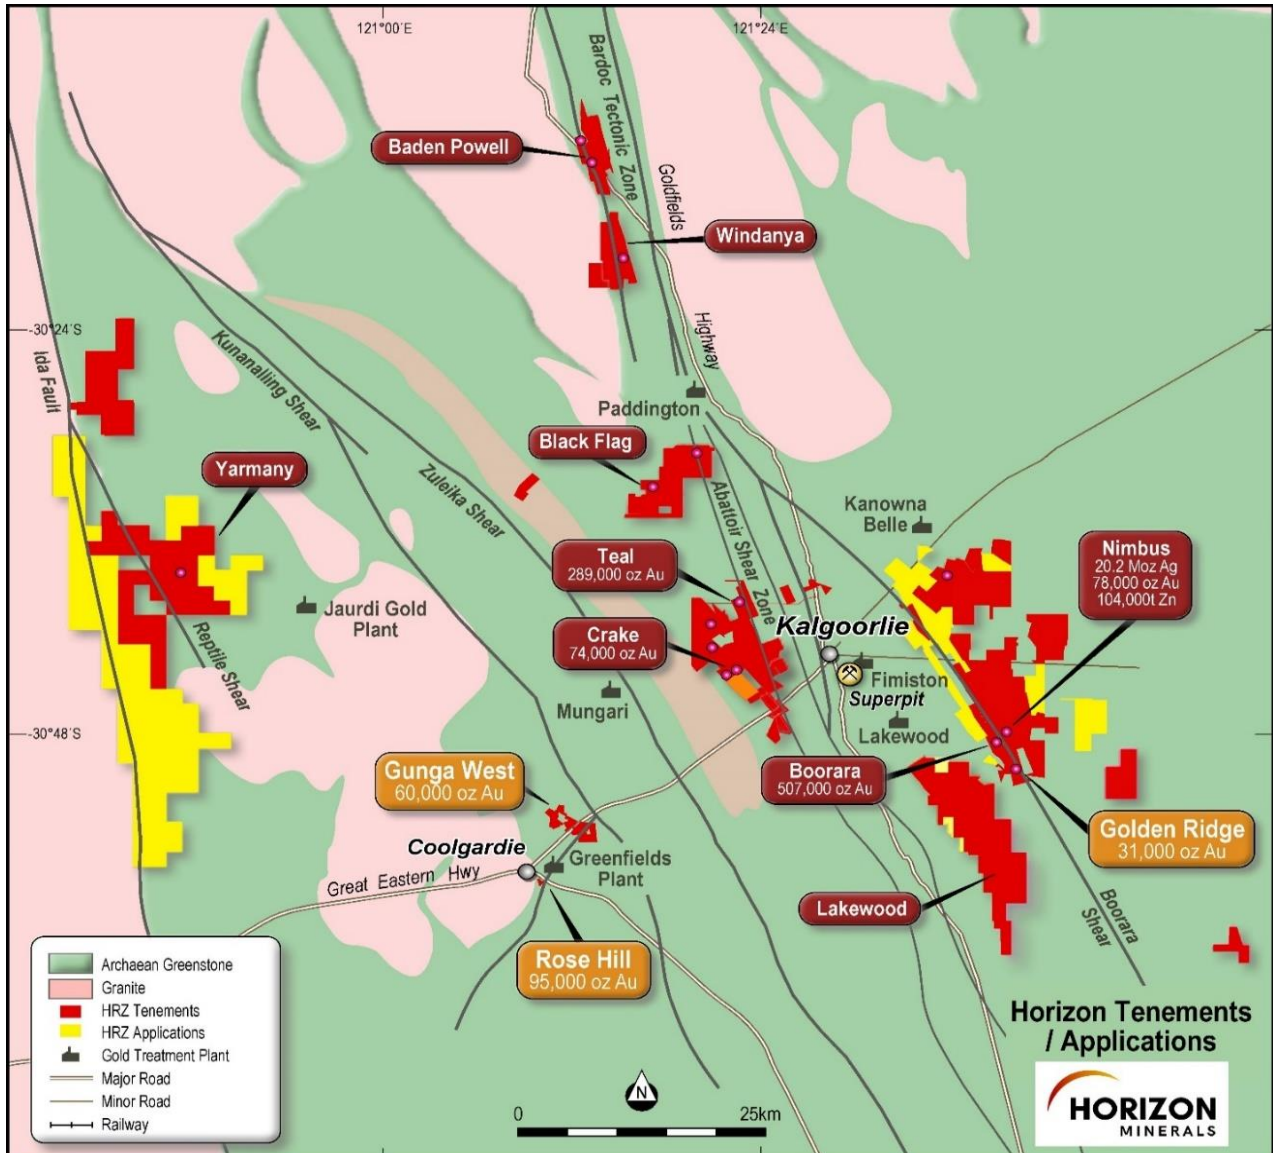 121°00´E
121°24´E
Bardoc Tectonic Zone
Baden Powell
Goldfields
Windanya
Highway
-30°24´S
Ida Fault
Kunanalling Shear
Paddington
Black Flag
Yarmany
Zuleika Shear
Abattoir Shear Zone
Kanowna
Belle
Nimbus
20.2 Moz Ag
78,000 oz Au
104,000t Zn
Teal
289,000 oz Au
Jaurdi Gold
Plant
Reptile Shear
Crake
74,000 oz Au
Kalgoorlie
Fimiston
Superpit
Mungari
Lakewood
-30°48´S
Gunga West
60,000 oz Au
Boorara
507,000 oz Au
Golden Ridge
31,000 oz Au
Coolgardie
Greenfields
Plant
Great Eastern Hwy
Lakewood
Boorara
Shear
Rose Hill
95,000 oz Au
Archaean Greenstone
Granite
HRZ Tenements
HRZ Applications
Gold Treatment Plant
Major Road
Minor Road
Railway
N
0
25km
Horizon Tenements
/ Applications
HORIZON
MINERALS